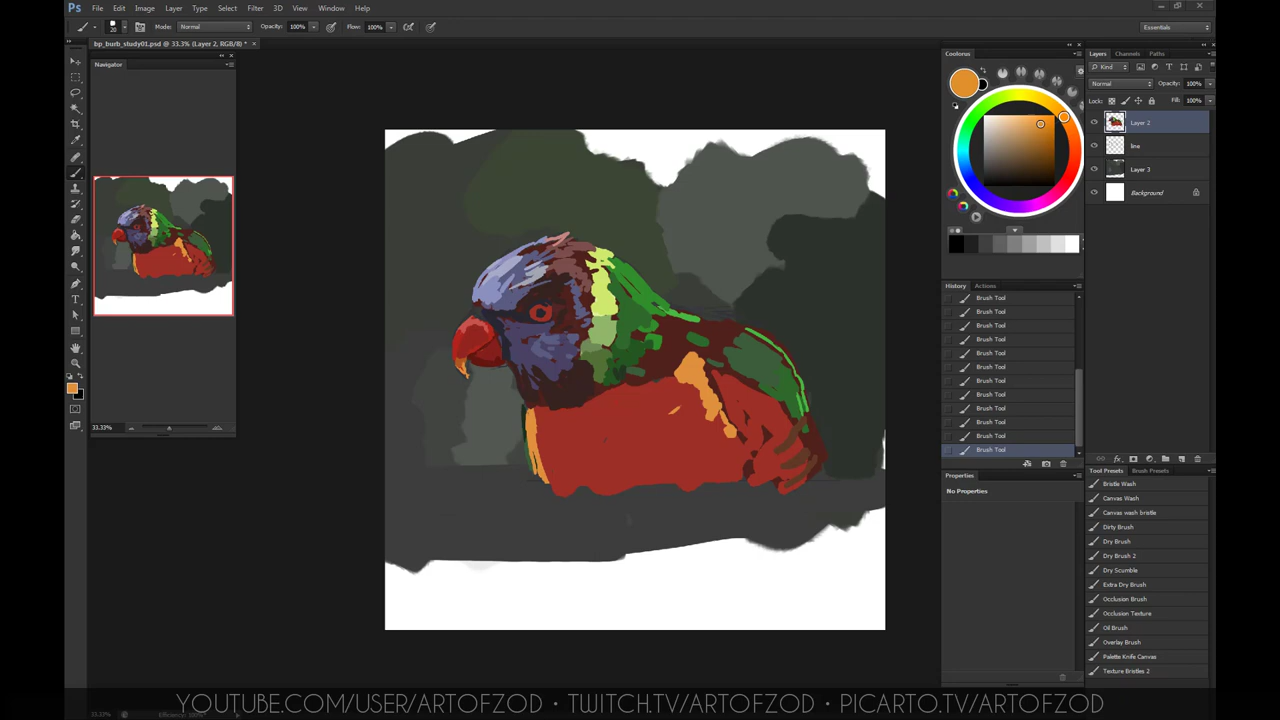 Ps File Edit Image Layer Type Select Filter 3D View Window Help
20 Mode: Normal Opacity: 100% Flow: 100% Essentials
bp_burb_study01.psd @ 33.3% (Layer 2, RGB/8) * ×
Navigator
33.33%
Coolorus
History Actions
Brush Tool
Brush Tool
Brush Tool
Brush Tool
Brush Tool
Brush Tool
Brush Tool
Brush Tool
Brush Tool
Brush Tool
Brush Tool
Brush Tool
Properties
No Properties
Layers Channels Paths
Kind
Normal Opacity: 100%
Lock: Fill: 100%
Layer 2
line
Layer 3
Background
Tool Presets Brush Presets
Bristle Wash
Canvas Wash
Canvas wash bristle
Dirty Brush
Dry Brush
Dry Brush 2
Dry Scumble
Extra Dry Brush
Occlusion Brush
Occlusion Texture
Oil Brush
Overlay Brush
Palette Knife Canvas
Texture Bristles 2
YOUTUBE.COM/USER/ARTOFZOD • TWITCH.TV/ARTOFZOD • PICARTO.TV/ARTOFZOD
33.33% Efficiency: 100%*